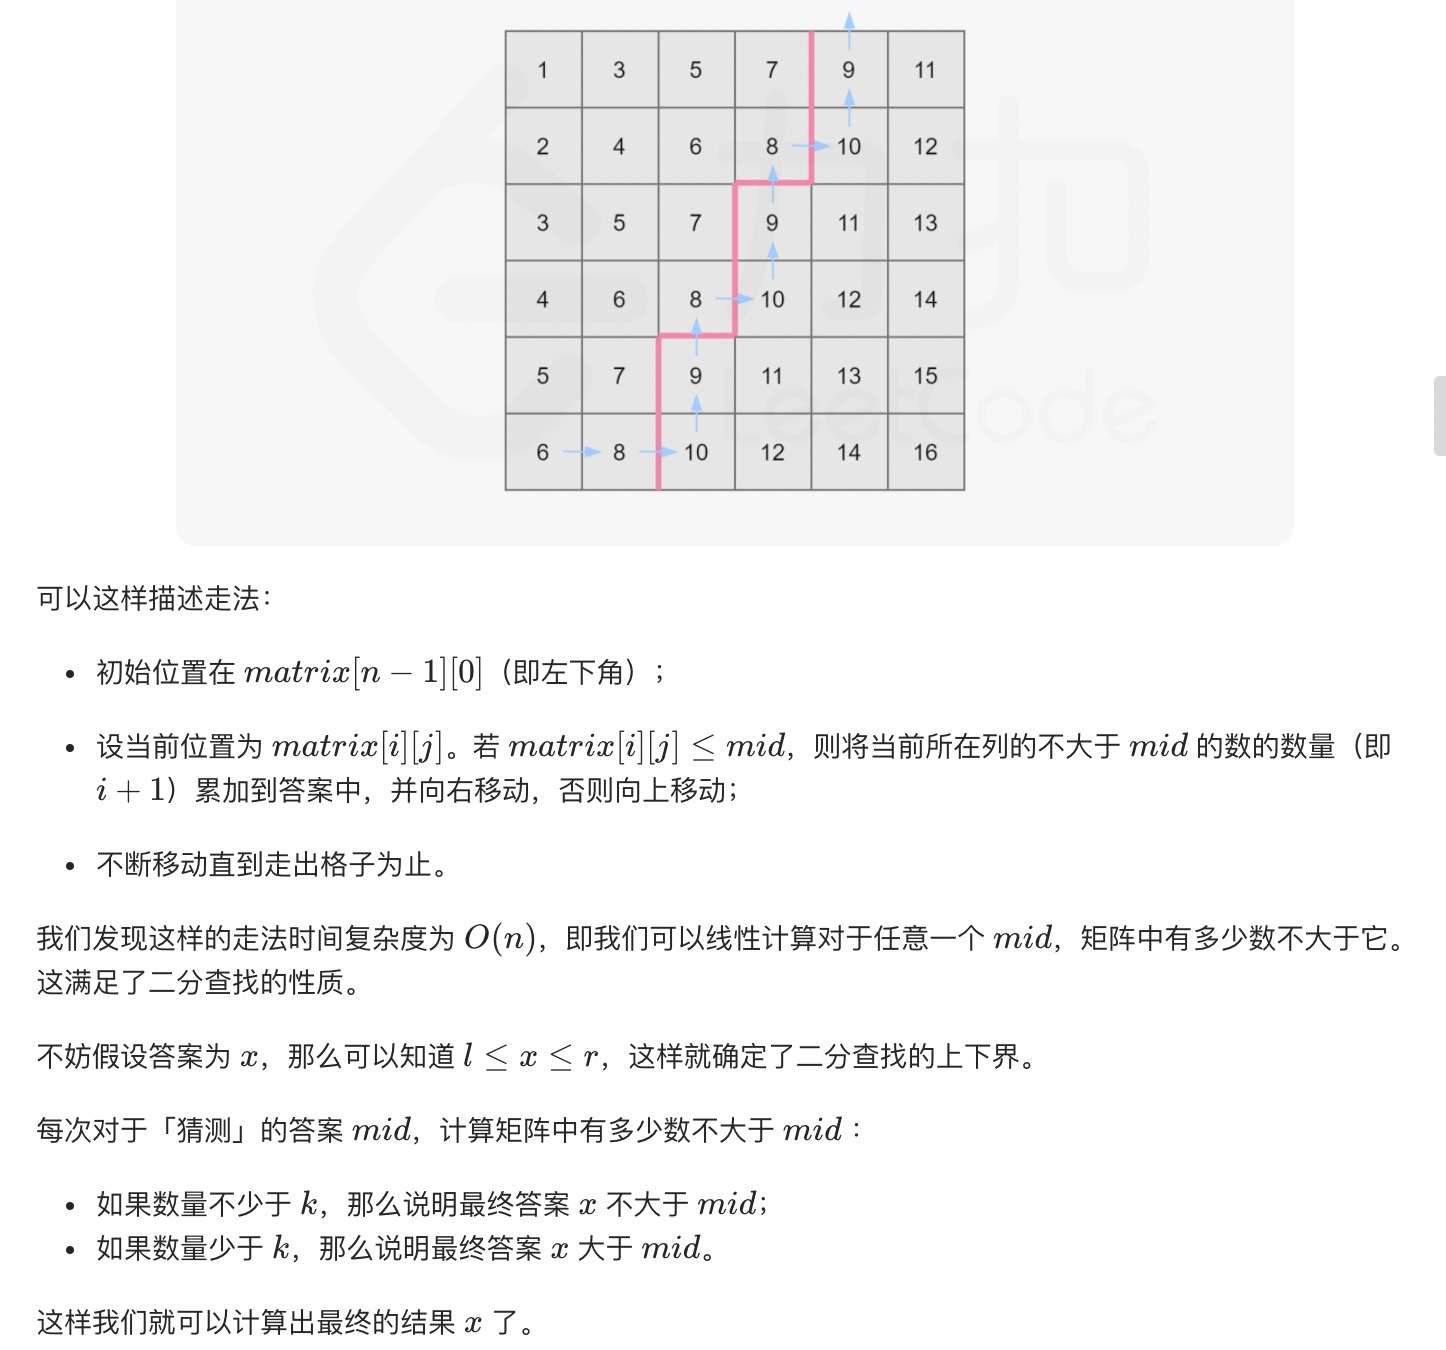 1 3 5 7 9 11
2 4 6 8 10 12
3 5 7 9 11 13
4 6 8 10 12 14
5 7 9 11 13 15
6 8 10 12 14 16
力扣
LeetCode
可以这样描述走法：
• 初始位置在 matrix[n − 1][0]（即左下角）；
• 设当前位置为 matrix[i][j]。若 matrix[i][j] ≤ mid，则将当前所在列的不大于 mid 的数的数量（即
i + 1）累加到答案中，并向右移动，否则向上移动；
• 不断移动直到走出格子为止。
我们发现这样的走法时间复杂度为 O(n)，即我们可以线性计算对于任意一个 mid，矩阵中有多少数不大于它。
这满足了二分查找的性质。
不妨假设答案为 x，那么可以知道 l ≤ x ≤ r，这样就确定了二分查找的上下界。
每次对于「猜测」的答案 mid，计算矩阵中有多少数不大于 mid：
• 如果数量不少于 k，那么说明最终答案 x 不大于 mid；
• 如果数量少于 k，那么说明最终答案 x 大于 mid。
这样我们就可以计算出最终的结果 x 了。